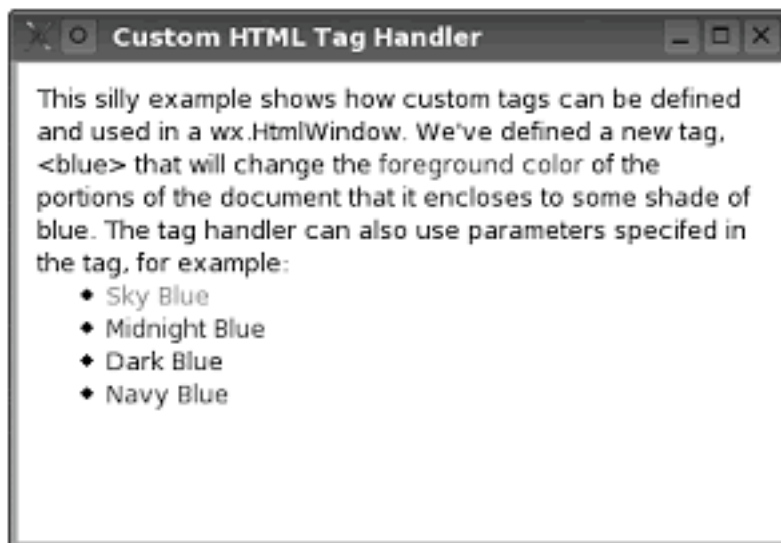 Custom HTML Tag Handler
This silly example shows how custom tags can be defined
and used in a wx.HtmlWindow. We've defined a new tag,
<blue> that will change the foreground color of the
portions of the document that it encloses to some shade of
blue. The tag handler can also use parameters specifed in
the tag, for example:
Sky Blue
Midnight Blue
Dark Blue
Navy Blue